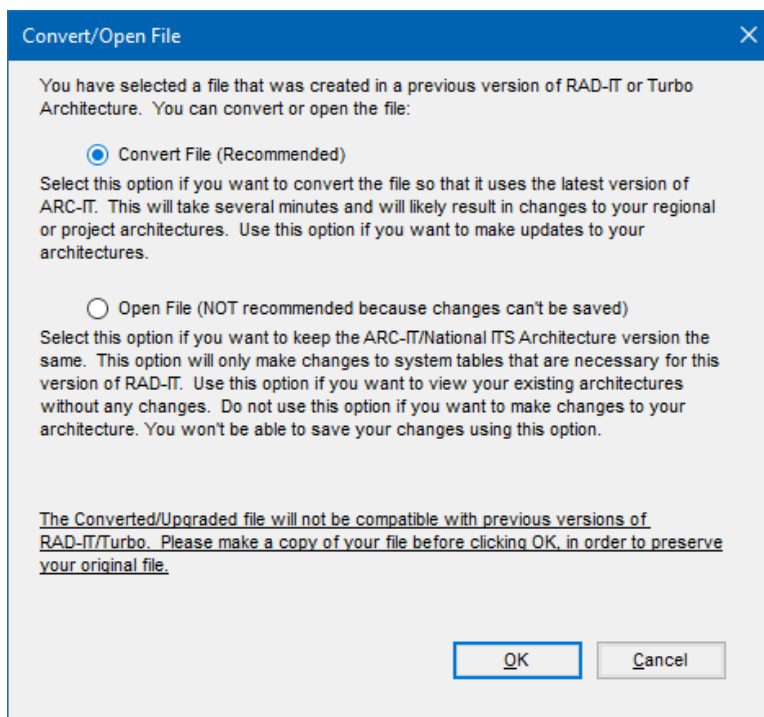 Convert/Open File
You have selected a file that was created in a previous version of RAD-IT or Turbo
Architecture.  You can convert or open the file:
Convert File (Recommended)
Select this option if you want to convert the file so that it uses the latest version of
ARC-IT.  This will take several minutes and will likely result in changes to your regional
or project architectures.  Use this option if you want to make updates to your
architectures.
Open File (NOT recommended because changes can't be saved)
Select this option if you want to keep the ARC-IT/National ITS Architecture version the
same.  This option will only make changes to system tables that are necessary for this
version of RAD-IT.  Use this option if you want to view your existing architectures
without any changes.  Do not use this option if you want to make changes to your
architecture. You won't be able to save your changes using this option.
The Converted/Upgraded file will not be compatible with previous versions of
RAD-IT/Turbo.  Please make a copy of your file before clicking OK, in order to preserve
your original file.
OK
Cancel